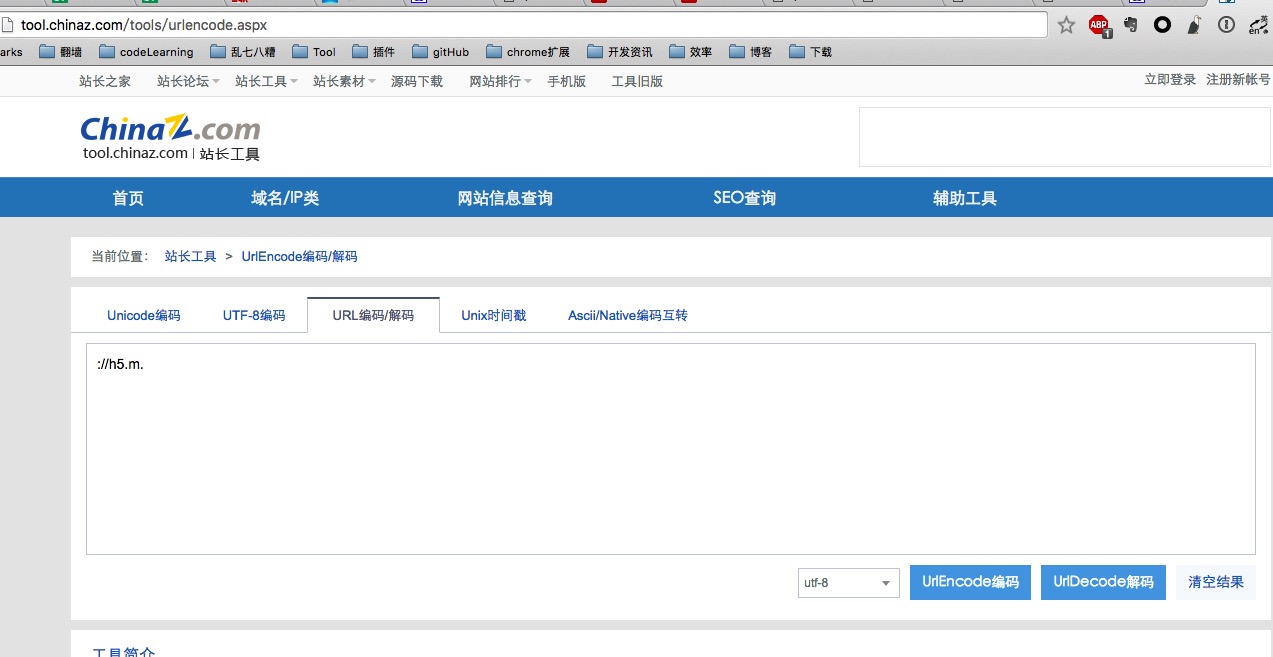 tool.chinaz.com/tools/urlencode.aspx
ABP 1 英 en
arks 翻墙 codeLearning 乱七八糟 Tool 插件 gitHub chrome扩展 开发资讯 效率 博客 下载
站长之家 站长论坛 站长工具 站长素材 源码下载 网站排行 手机版 工具旧版 立即登录 注册新帐号
ChinaZ.com
tool.chinaz.com | 站长工具
首页 域名/IP类 网站信息查询 SEO查询 辅助工具
当前位置: 站长工具 > UrlEncode编码/解码
Unicode编码 UTF-8编码 URL编码/解码 Unix时间戳 Ascii/Native编码互转
://h5.m.
utf-8 UrlEncode编码 UrlDecode解码 清空结果
工具简介